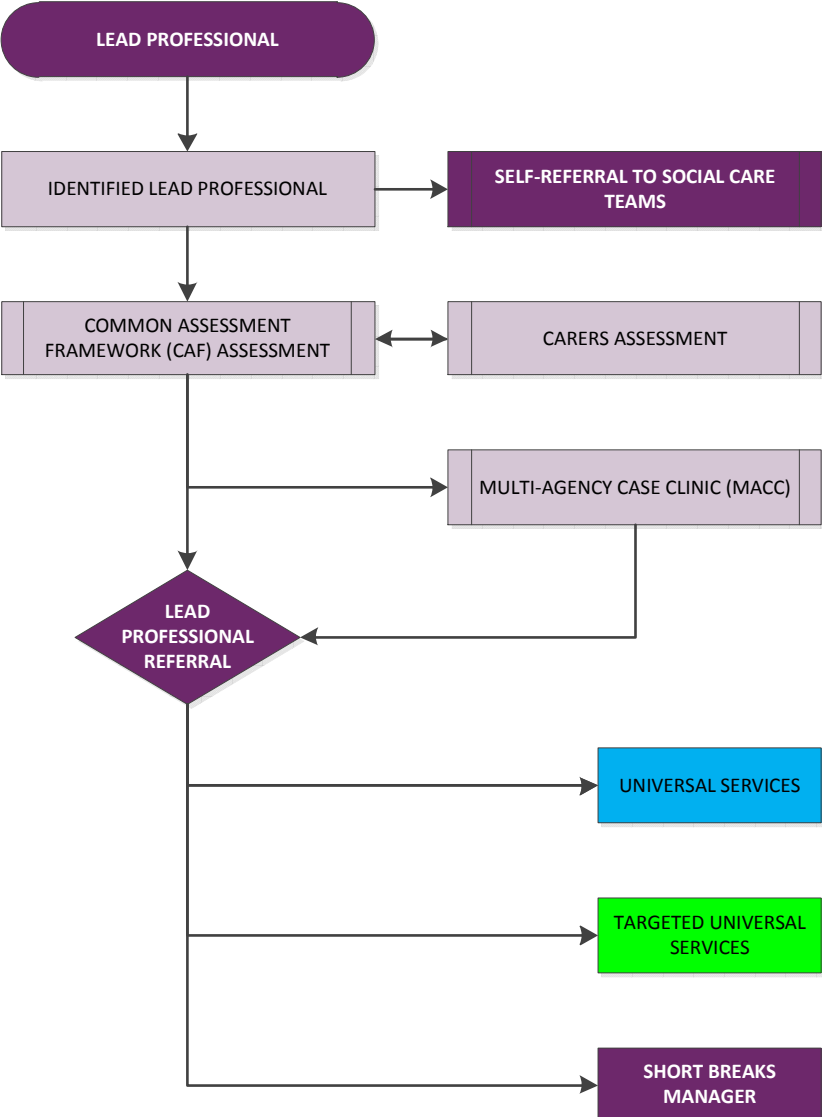 LEAD PROFESSIONAL
IDENTIFIED LEAD PROFESSIONAL
SELF-REFERRAL TO SOCIAL CARE
TEAMS
COMMON ASSESSMENT
FRAMEWORK (CAF) ASSESSMENT
CARERS ASSESSMENT
MULTI-AGENCY CASE CLINIC (MACC)
LEAD
PROFESSIONAL
REFERRAL
UNIVERSAL SERVICES
TARGETED UNIVERSAL
SERVICES
SHORT BREAKS
MANAGER